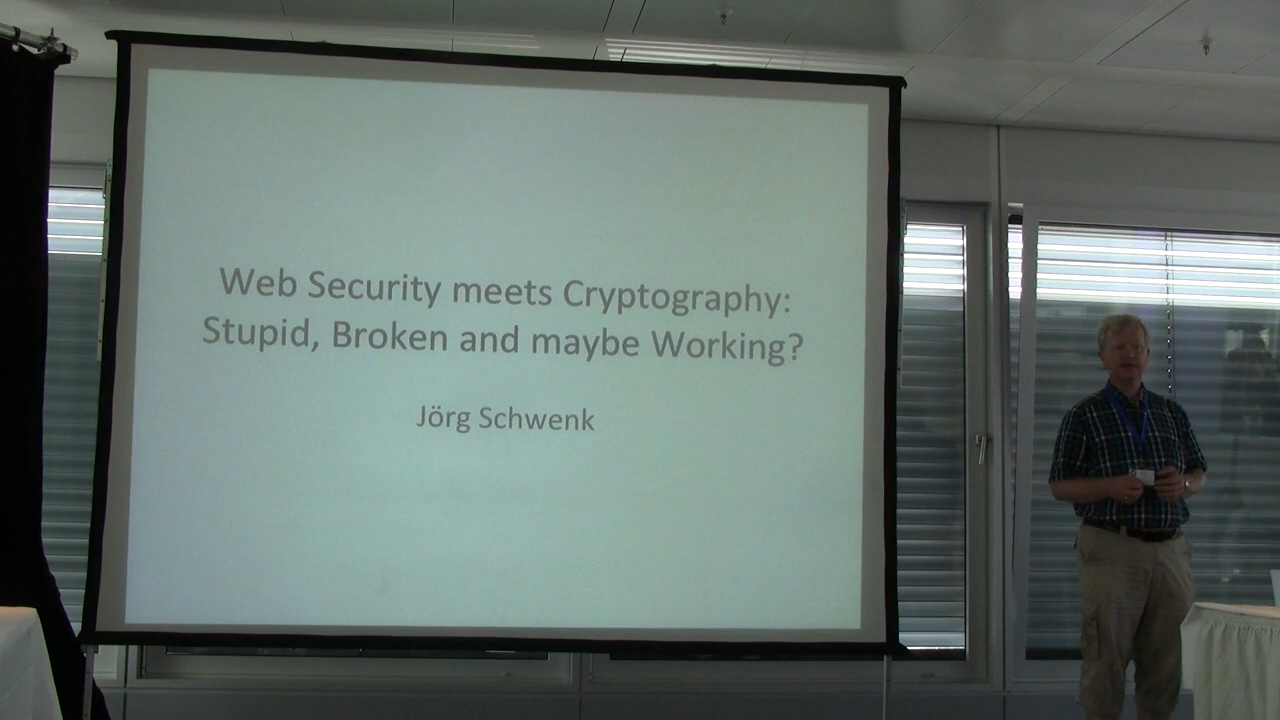 Web Security meets Cryptography:
Stupid, Broken and maybe Working?
Jörg Schwenk